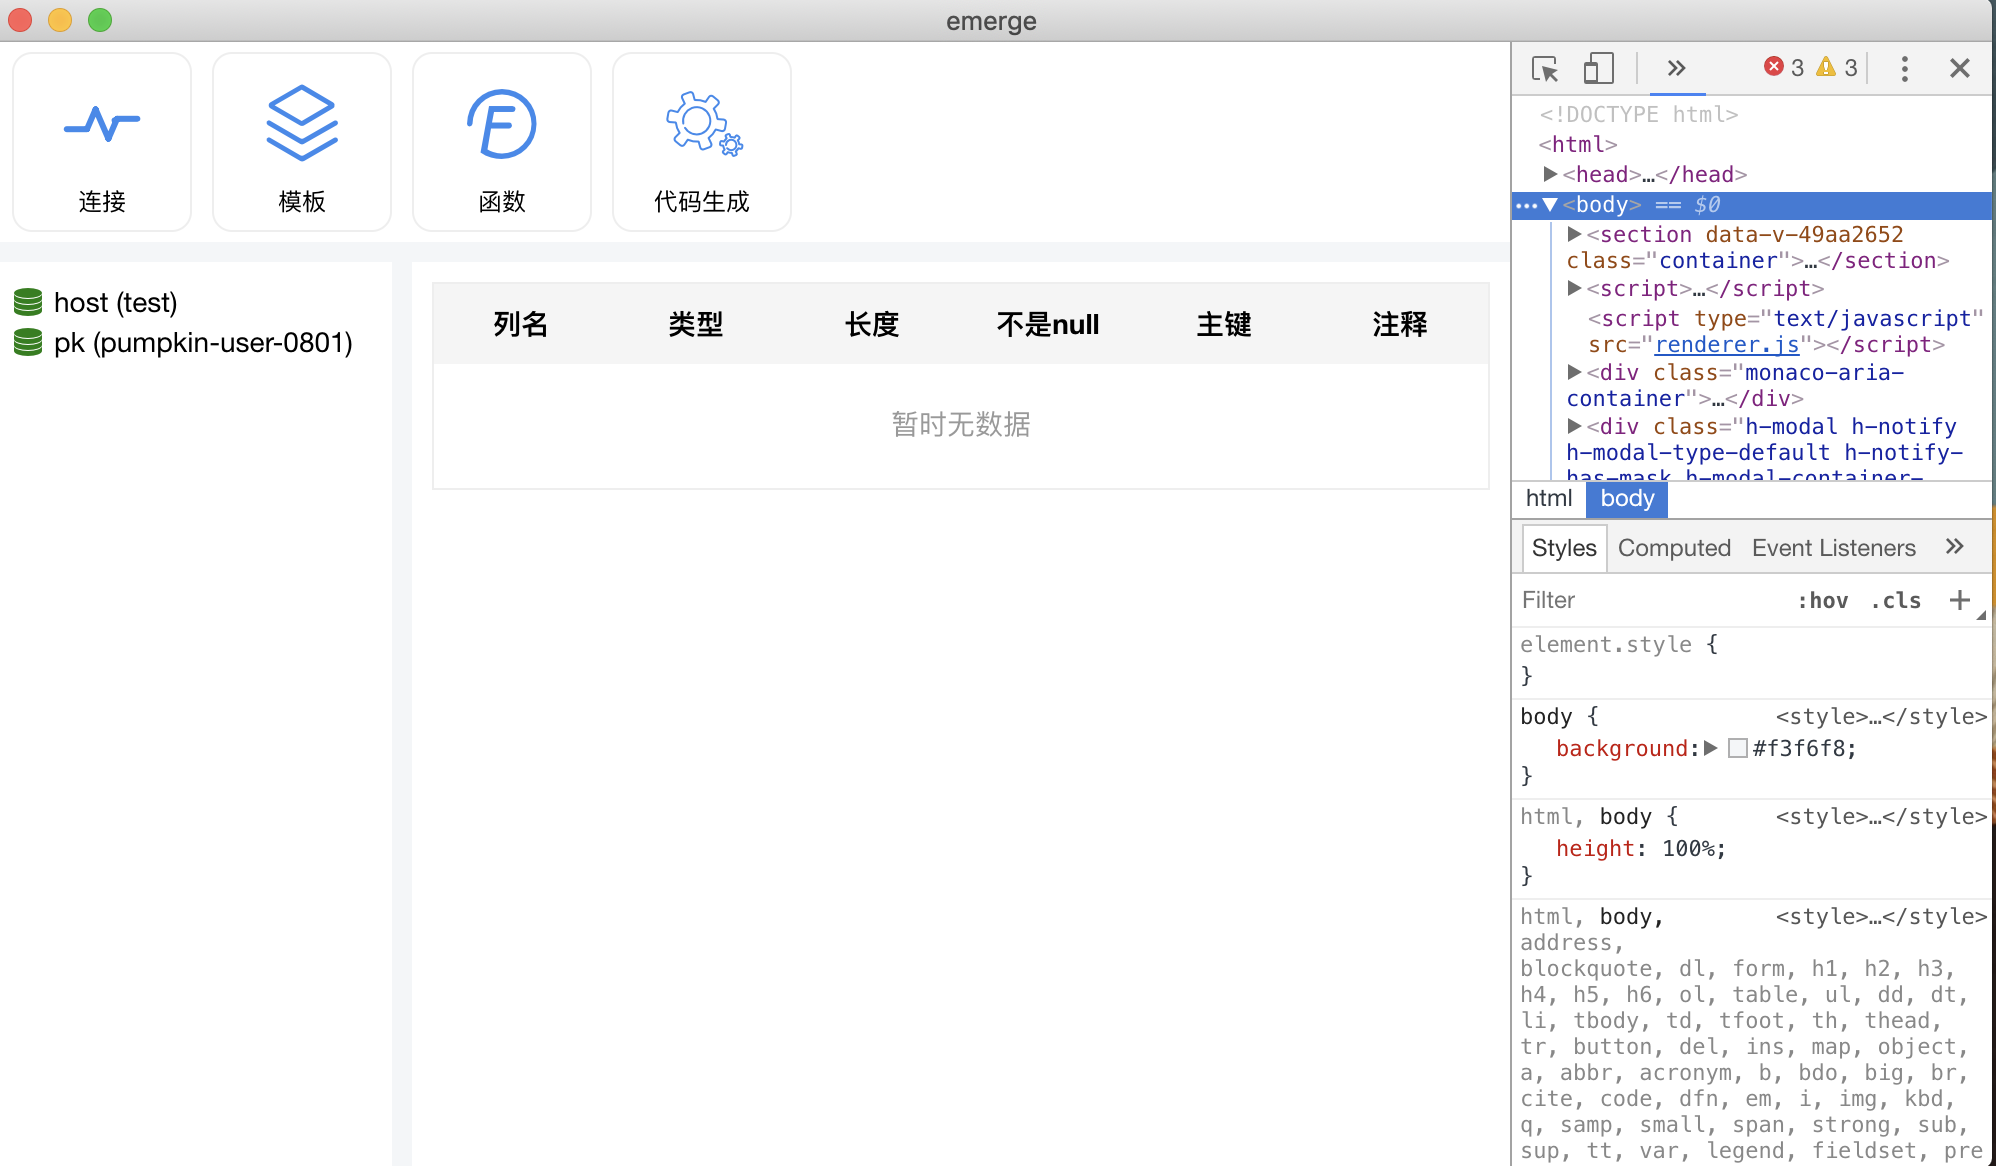 emerge
连接
模板
函数
代码生成
host (test)
pk (pumpkin-user-0801)
列名 类型 长度 不是null 主键 注释
暂时无数据
3 3
<!DOCTYPE html>
<html>
▶<head>…</head>
•••▼<body> == $0
▶<section data-v-49aa2652
class="container">…</section>
▶<script>…</script>
<script type="text/javascript"
src="renderer.js"></script>
▶<div class="monaco-aria-
container">…</div>
▶<div class="h-modal h-notify
h-modal-type-default h-notify-
has-mask h-modal-container-
html body
Styles Computed Event Listeners »
Filter :hov .cls +
element.style {
}
body { <style>…</style>
background:▶ #f3f6f8;
}
html, body { <style>…</style>
height: 100%;
}
html, body, <style>…</style>
address,
blockquote, dl, form, h1, h2, h3,
h4, h5, h6, ol, table, ul, dd, dt,
li, tbody, td, tfoot, th, thead,
tr, button, del, ins, map, object,
a, abbr, acronym, b, bdo, big, br,
cite, code, dfn, em, i, img, kbd,
q, samp, small, span, strong, sub,
sup, tt, var, legend, fieldset, pre